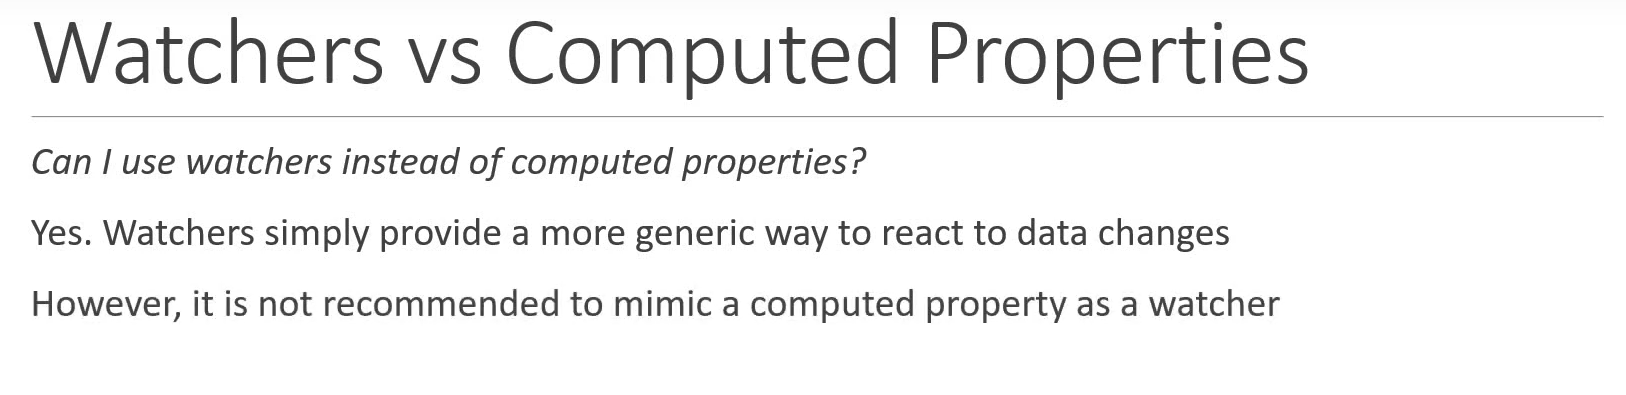 Watchers vs Computed Properties
Can I use watchers instead of computed properties?
Yes. Watchers simply provide a more generic way to react to data changes
However, it is not recommended to mimic a computed property as a watcher